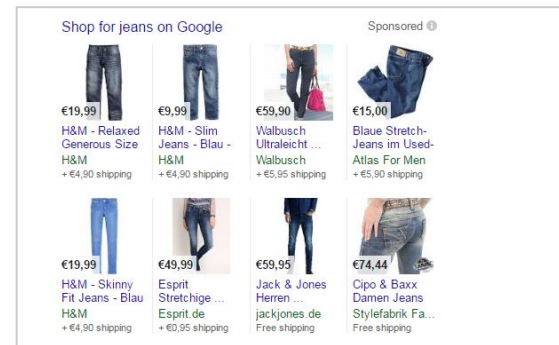 Shop for jeans on Google
Sponsored
€19,99
H&M - Relaxed
Generous Size
H&M
+ €4,90 shipping
€9,99
H&M - Slim
Jeans - Blau -
H&M
+ €4,90 shipping
€59,90
Walbusch
Ultraleicht ...
Walbusch
+ €5,95 shipping
€15,00
Blaue Stretch-
Jeans im Used-
Atlas For Men
+ €5,90 shipping
€19,99
H&M - Skinny
Fit Jeans - Blau
H&M
+ €4,90 shipping
€49,99
Esprit
Stretchige ...
Esprit.de
+ €0,95 shipping
€59,95
Jack & Jones
Herren ...
jackjones.de
Free shipping
€74,44
Cipo & Baxx
Damen Jeans
Stylefabrik Fa...
Free shipping